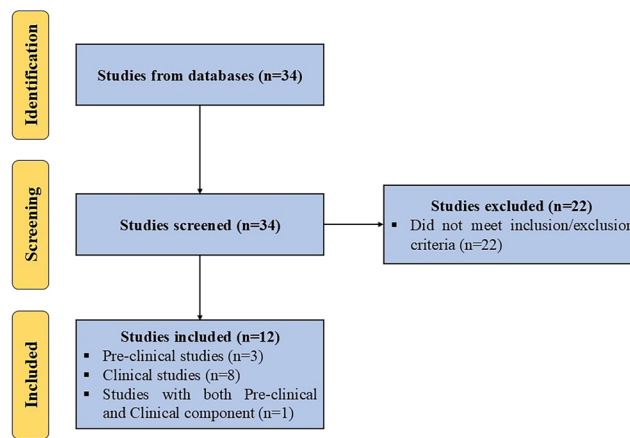 Identification
Studies from databases (n=34)
Screening
Studies screened (n=34)
Studies excluded (n=22)
▪ Did not meet inclusion/exclusion
criteria (n=22)
Included
Studies included (n=12)
▪ Pre-clinical studies (n=3)
▪ Clinical studies (n=8)
▪ Studies with both Pre-clinical
and Clinical component (n=1)